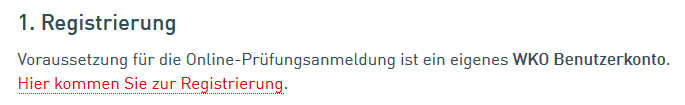 1. Registrierung
Voraussetzung für die Online-Prüfungsanmeldung ist ein eigenes WKO Benutzerkonto.
Hier kommen Sie zur Registrierung.